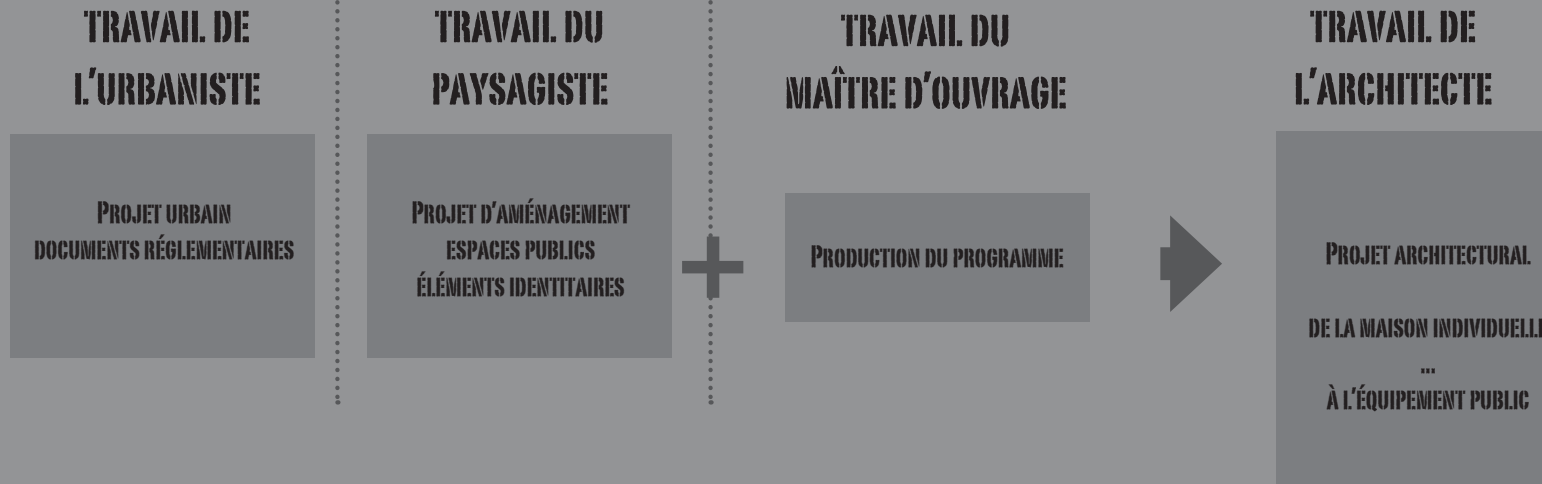 TRAVAIL DE
L'URBANISTE
PROJET URBAIN
DOCUMENTS RÉGLEMENTAIRES
TRAVAIL DU
PAYSAGISTE
PROJET D'AMÉNAGEMENT
ESPACES PUBLICS
ÉLÉMENTS IDENTITAIRES
+
TRAVAIL DU
MAÎTRE D'OUVRAGE
PRODUCTION DU PROGRAMME
TRAVAIL DE
L'ARCHITECTE
PROJET ARCHITECTURAL
DE LA MAISON INDIVIDUELLE
...
À L'ÉQUIPEMENT PUBLIC